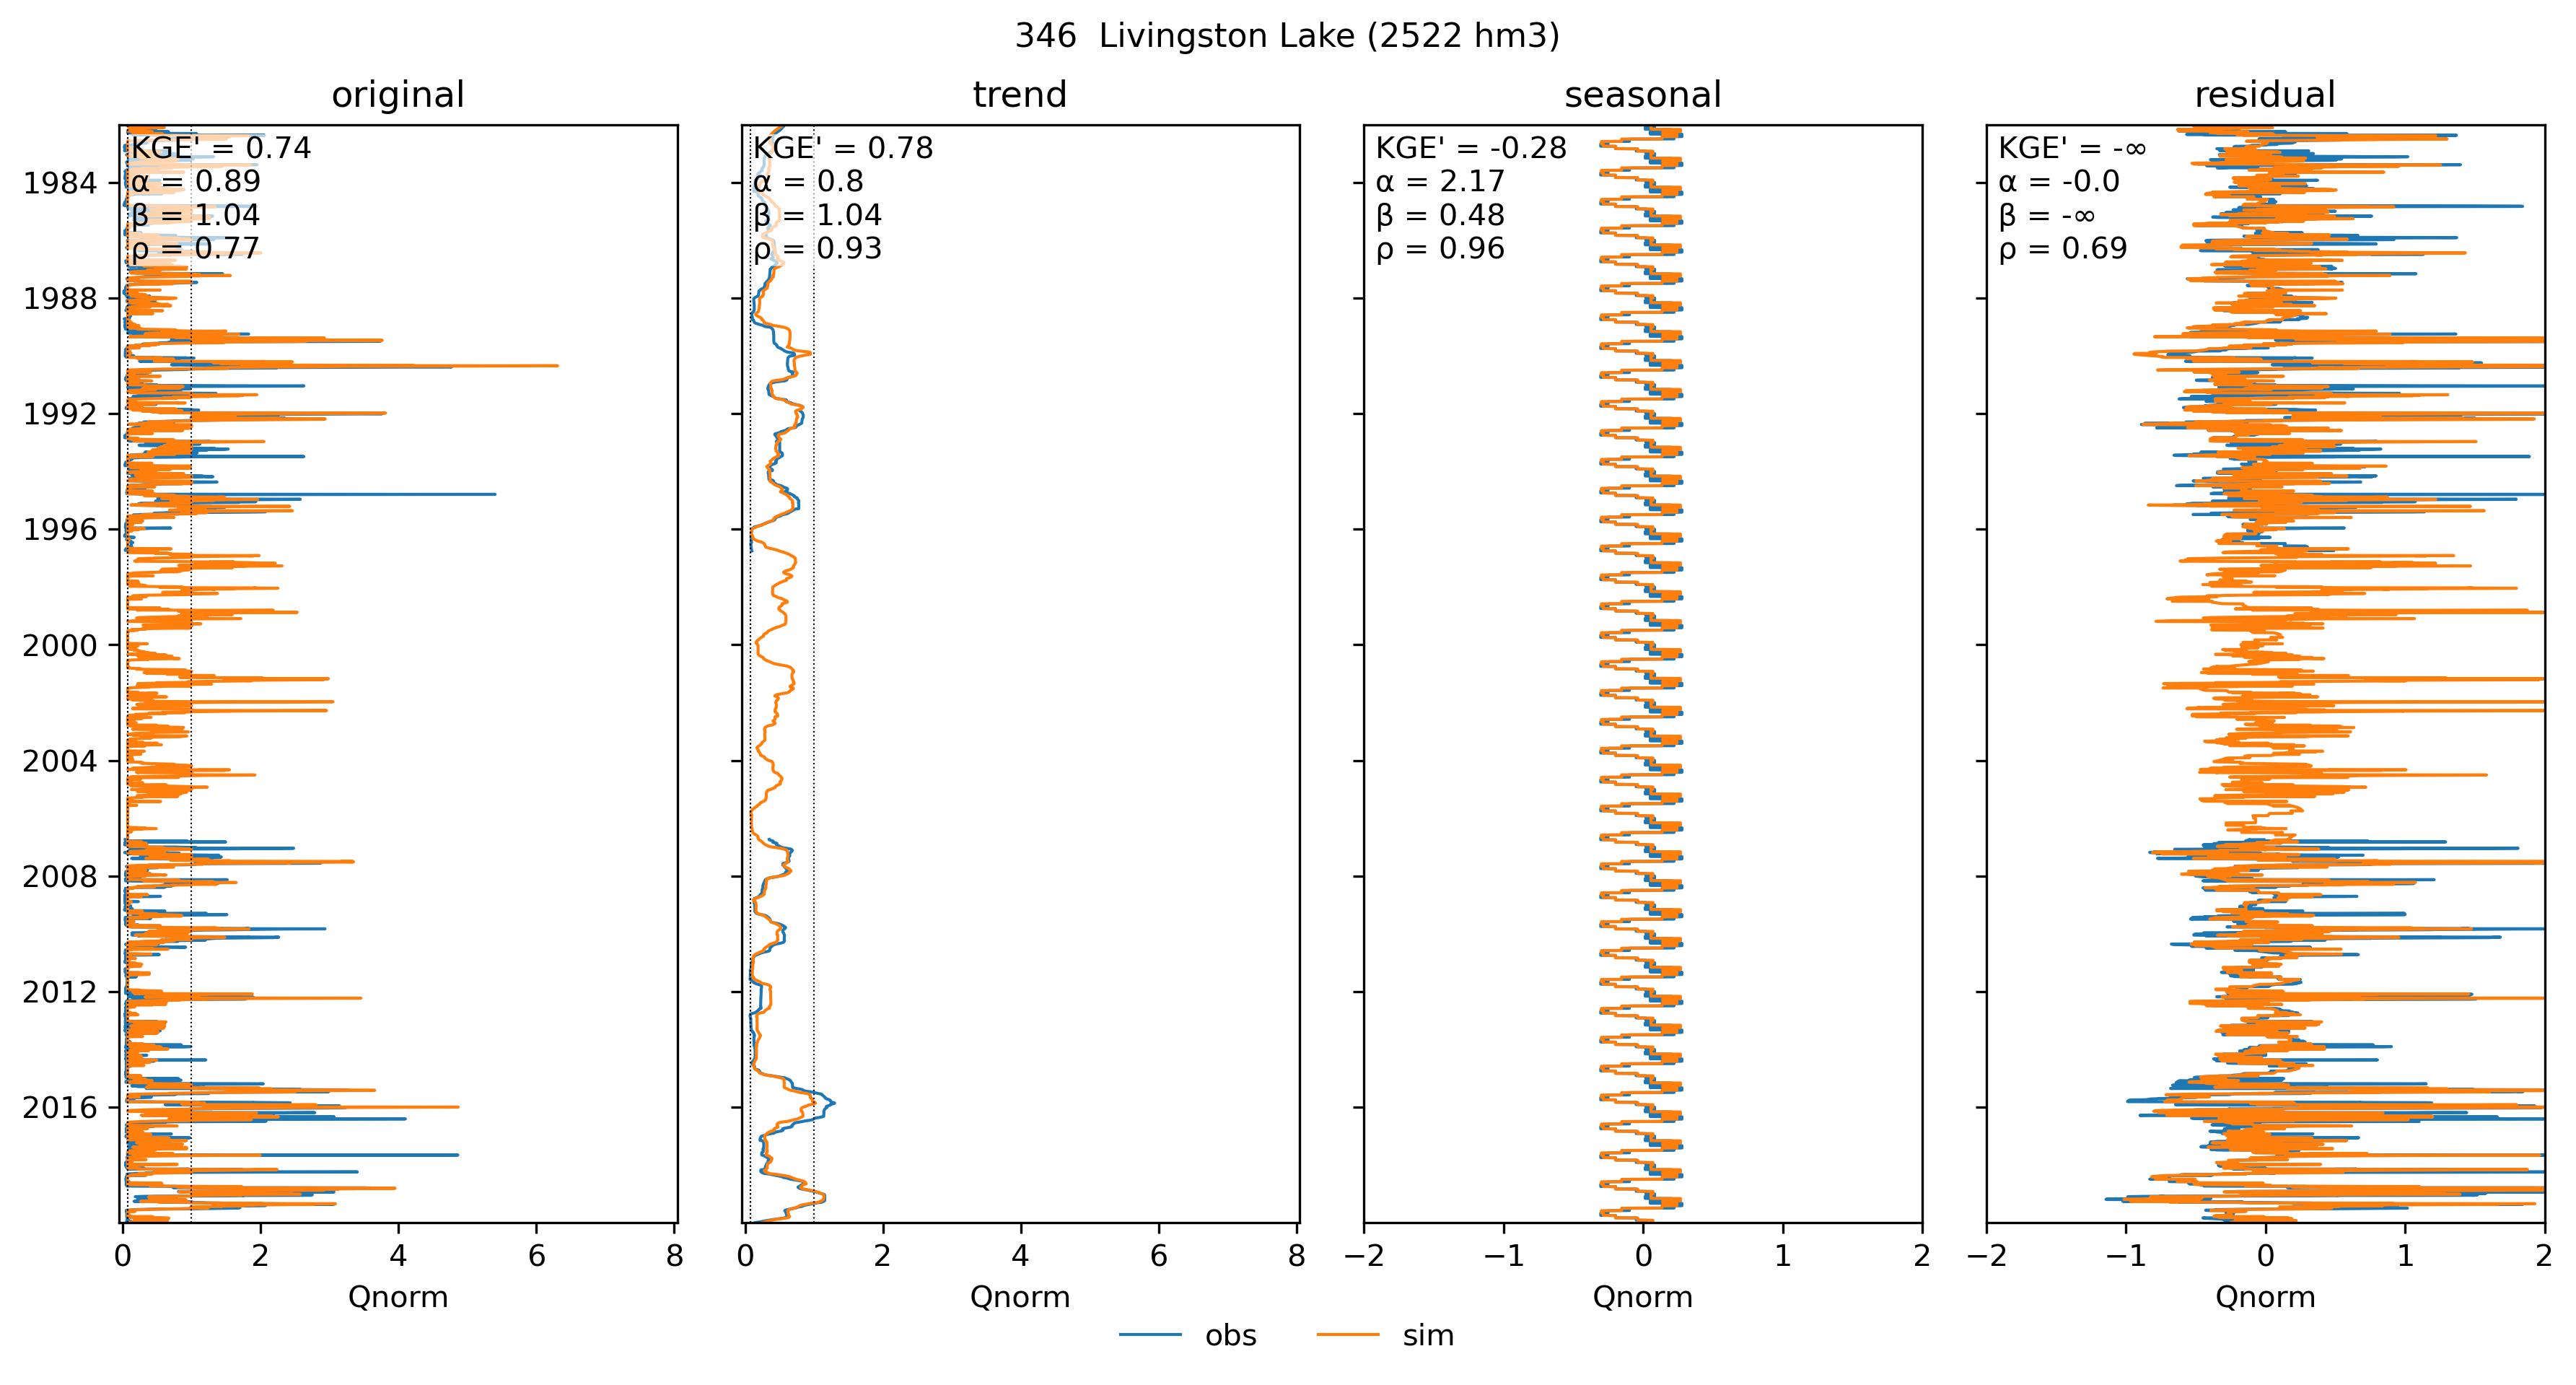 346  Livingston Lake (2522 hm3)
original
trend
seasonal
residual
KGE' = 0.74
α = 0.89
β = 1.04
ρ = 0.77
KGE' = 0.78
α = 0.8
β = 1.04
ρ = 0.93
KGE' = -0.28
α = 2.17
β = 0.48
ρ = 0.96
KGE' = -∞
α = -0.0
β = -∞
ρ = 0.69
1984
1988
1992
1996
2000
2004
2008
2012
2016
0 2 4 6 8
0 2 4 6 8
−2 −1 0 1 2
−2 −1 0 1 2
Qnorm
Qnorm
Qnorm
Qnorm
obs
sim